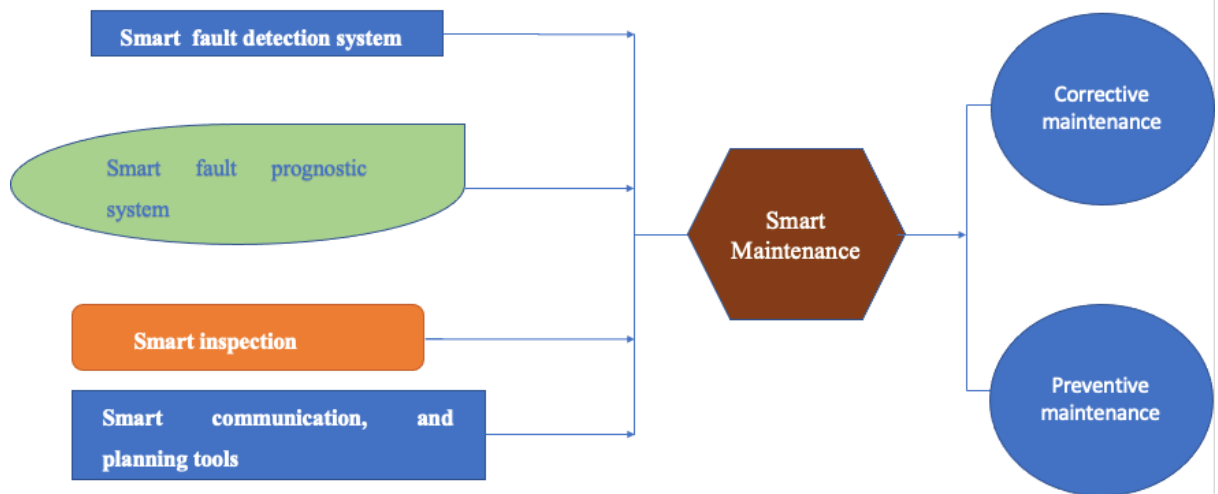 Smart fault detection system
Smart fault prognostic
system
Smart inspection
Smart communication, and
planning tools
Smart
Maintenance
Corrective
maintenance
Preventive
maintenance